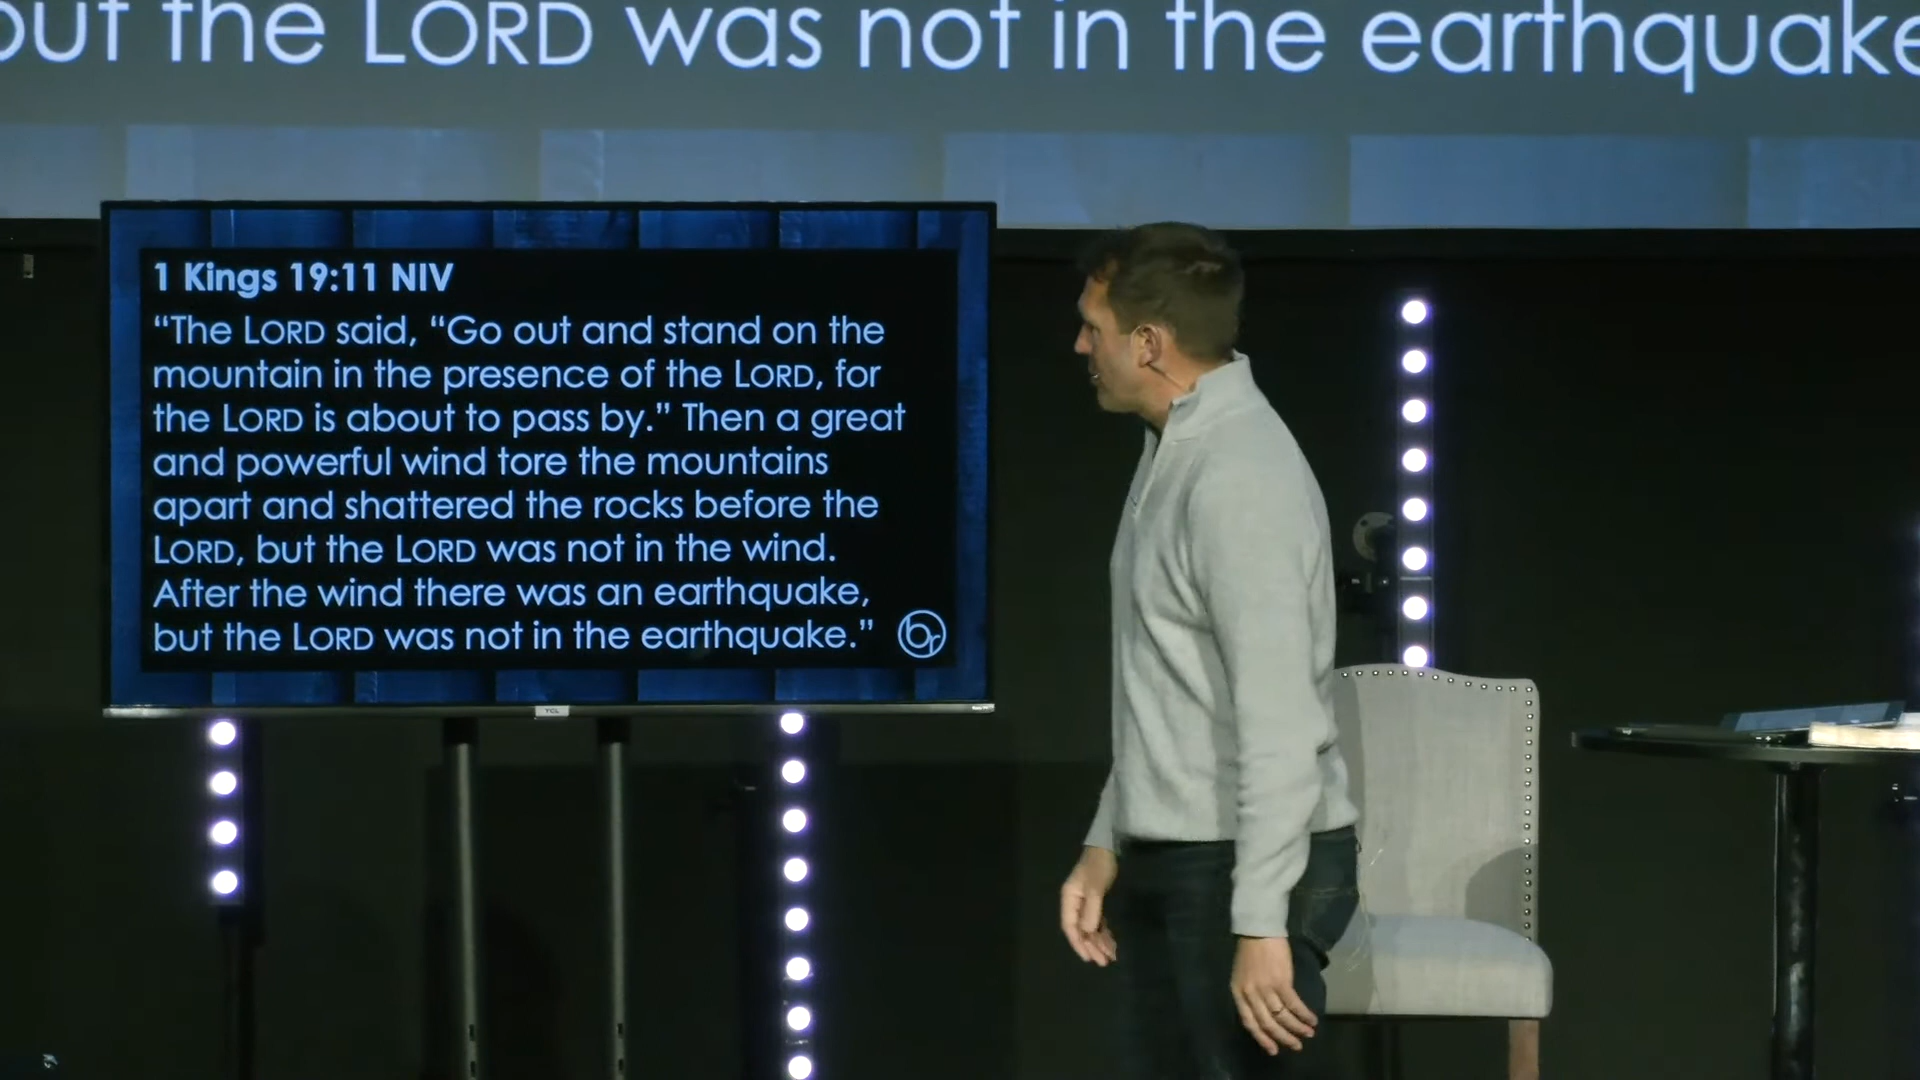 but the LORD was not in the earthquake
1 Kings 19:11 NIV
“The LORD said, “Go out and stand on the
mountain in the presence of the LORD, for
the LORD is about to pass by.” Then a great
and powerful wind tore the mountains
apart and shattered the rocks before the
LORD, but the LORD was not in the wind.
After the wind there was an earthquake,
but the LORD was not in the earthquake.”
br
TCL